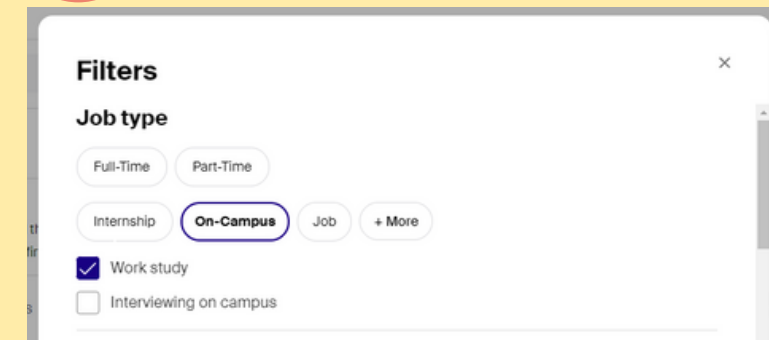 Filters
Job type
Full-Time Part-Time
Internship On-Campus Job + More
Work study
Interviewing on campus